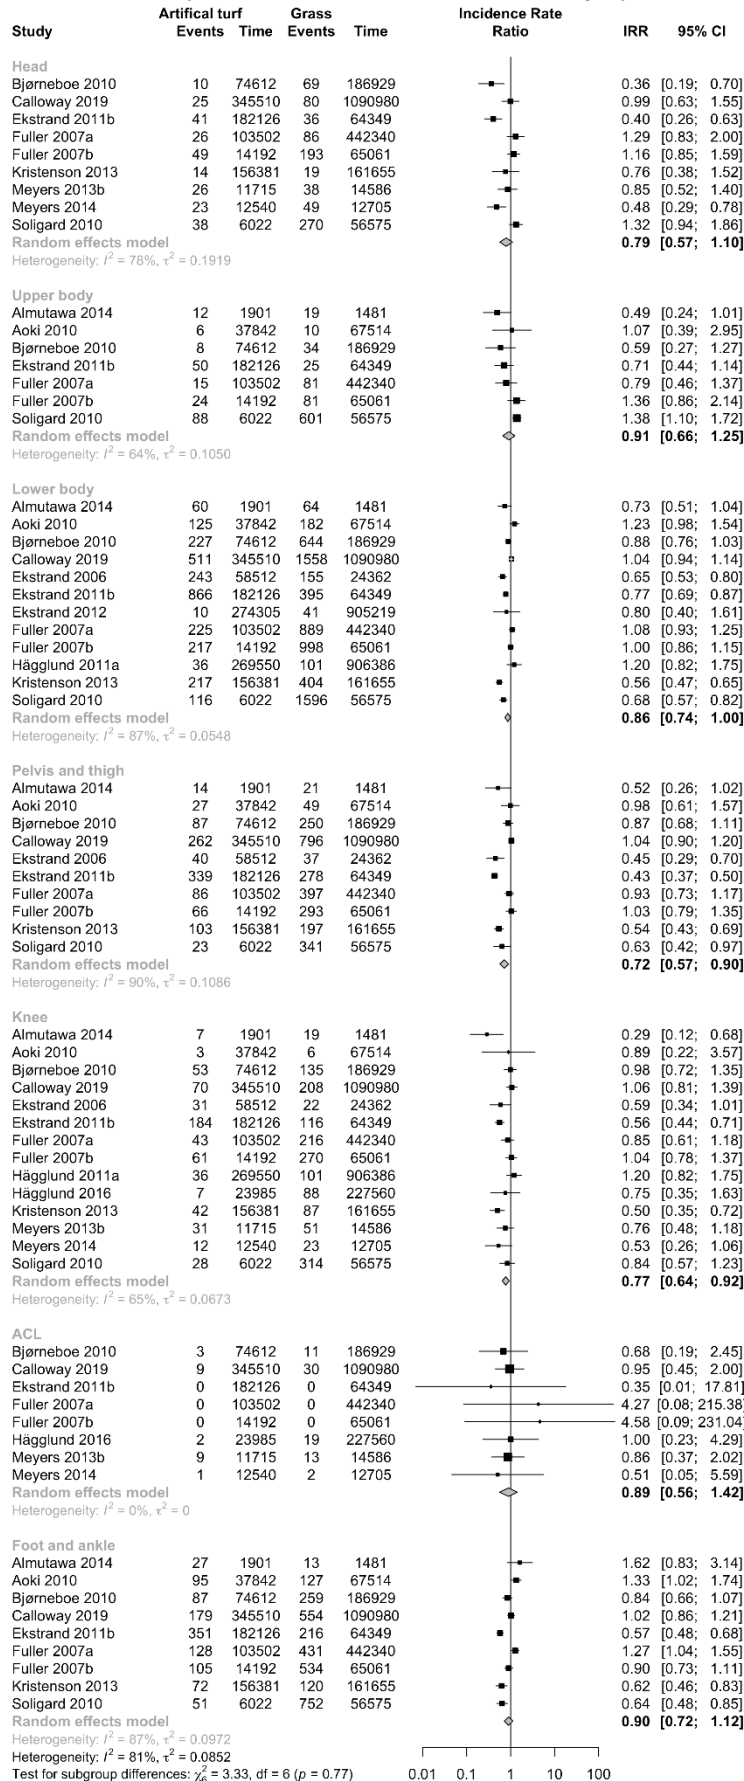 Artifical turf Grass Incidence Rate
Study Events Time Events Time Ratio IRR 95% CI
Head
Bjørneboe 2010 10 74612 69 186929 0.36 [0.19; 0.70]
Calloway 2019 25 345510 80 1090980 0.99 [0.63; 1.55]
Ekstrand 2011b 41 182126 36 64349 0.40 [0.26; 0.63]
Fuller 2007a 26 103502 86 442340 1.29 [0.83; 2.00]
Fuller 2007b 49 14192 193 65061 1.16 [0.85; 1.59]
Kristenson 2013 14 156381 19 161655 0.76 [0.38; 1.52]
Meyers 2013b 26 11715 38 14586 0.85 [0.52; 1.40]
Meyers 2014 23 12540 49 12705 0.48 [0.29; 0.78]
Soligard 2010 38 6022 270 56575 1.32 [0.94; 1.86]
Random effects model 0.79 [0.57; 1.10]
Heterogeneity: I² = 78%, τ² = 0.1919
Upper body
Almutawa 2014 12 1901 19 1481 0.49 [0.24; 1.01]
Aoki 2010 6 37842 10 67514 1.07 [0.39; 2.95]
Bjørneboe 2010 8 74612 34 186929 0.59 [0.27; 1.27]
Ekstrand 2011b 50 182126 25 64349 0.71 [0.44; 1.14]
Fuller 2007a 15 103502 81 442340 0.79 [0.46; 1.37]
Fuller 2007b 24 14192 81 65061 1.36 [0.86; 2.14]
Soligard 2010 88 6022 601 56575 1.38 [1.10; 1.72]
Random effects model 0.91 [0.66; 1.25]
Heterogeneity: I² = 64%, τ² = 0.1050
Lower body
Almutawa 2014 60 1901 64 1481 0.73 [0.51; 1.04]
Aoki 2010 125 37842 182 67514 1.23 [0.98; 1.54]
Bjørneboe 2010 227 74612 644 186929 0.88 [0.76; 1.03]
Calloway 2019 511 345510 1558 1090980 1.04 [0.94; 1.14]
Ekstrand 2006 243 58512 155 24362 0.65 [0.53; 0.80]
Ekstrand 2011b 866 182126 395 64349 0.77 [0.69; 0.87]
Ekstrand 2012 10 274305 41 905219 0.80 [0.40; 1.61]
Fuller 2007a 225 103502 889 442340 1.08 [0.93; 1.25]
Fuller 2007b 217 14192 998 65061 1.00 [0.86; 1.15]
Hägglund 2011a 36 269550 101 906386 1.20 [0.82; 1.75]
Kristenson 2013 217 156381 404 161655 0.56 [0.47; 0.65]
Soligard 2010 116 6022 1596 56575 0.68 [0.57; 0.82]
Random effects model 0.86 [0.74; 1.00]
Heterogeneity: I² = 87%, τ² = 0.0548
Pelvis and thigh
Almutawa 2014 14 1901 21 1481 0.52 [0.26; 1.02]
Aoki 2010 27 37842 49 67514 0.98 [0.61; 1.57]
Bjørneboe 2010 87 74612 250 186929 0.87 [0.68; 1.11]
Calloway 2019 262 345510 796 1090980 1.04 [0.90; 1.20]
Ekstrand 2006 40 58512 37 24362 0.45 [0.29; 0.70]
Ekstrand 2011b 339 182126 278 64349 0.43 [0.37; 0.50]
Fuller 2007a 86 103502 397 442340 0.93 [0.73; 1.17]
Fuller 2007b 66 14192 293 65061 1.03 [0.79; 1.35]
Kristenson 2013 103 156381 197 161655 0.54 [0.43; 0.69]
Soligard 2010 23 6022 341 56575 0.63 [0.42; 0.97]
Random effects model 0.72 [0.57; 0.90]
Heterogeneity: I² = 90%, τ² = 0.1086
Knee
Almutawa 2014 7 1901 19 1481 0.29 [0.12; 0.68]
Aoki 2010 3 37842 6 67514 0.89 [0.22; 3.57]
Bjørneboe 2010 53 74612 135 186929 0.98 [0.72; 1.35]
Calloway 2019 70 345510 208 1090980 1.06 [0.81; 1.39]
Ekstrand 2006 31 58512 22 24362 0.59 [0.34; 1.01]
Ekstrand 2011b 184 182126 116 64349 0.56 [0.44; 0.71]
Fuller 2007a 43 103502 216 442340 0.85 [0.61; 1.18]
Fuller 2007b 61 14192 270 65061 1.04 [0.78; 1.37]
Hägglund 2011a 36 269550 101 906386 1.20 [0.82; 1.75]
Hägglund 2016 7 23985 88 227560 0.75 [0.35; 1.63]
Kristenson 2013 42 156381 87 161655 0.50 [0.35; 0.72]
Meyers 2013b 31 11715 51 14586 0.76 [0.48; 1.18]
Meyers 2014 12 12540 23 12705 0.53 [0.26; 1.06]
Soligard 2010 28 6022 314 56575 0.84 [0.57; 1.23]
Random effects model 0.77 [0.64; 0.92]
Heterogeneity: I² = 65%, τ² = 0.0673
ACL
Bjørneboe 2010 3 74612 11 186929 0.68 [0.19; 2.45]
Calloway 2019 9 345510 30 1090980 0.95 [0.45; 2.00]
Ekstrand 2011b 0 182126 0 64349 0.35 [0.01; 17.81]
Fuller 2007a 0 103502 0 442340 4.27 [0.08; 215.38]
Fuller 2007b 0 14192 0 65061 4.58 [0.09; 231.04]
Hägglund 2016 2 23985 19 227560 1.00 [0.23; 4.29]
Meyers 2013b 9 11715 13 14586 0.86 [0.37; 2.02]
Meyers 2014 1 12540 2 12705 0.51 [0.05; 5.59]
Random effects model 0.89 [0.56; 1.42]
Heterogeneity: I² = 0%, τ² = 0
Foot and ankle
Almutawa 2014 27 1901 13 1481 1.62 [0.83; 3.14]
Aoki 2010 95 37842 127 67514 1.33 [1.02; 1.74]
Bjørneboe 2010 87 74612 259 186929 0.84 [0.66; 1.07]
Calloway 2019 179 345510 554 1090980 1.02 [0.86; 1.21]
Ekstrand 2011b 351 182126 216 64349 0.57 [0.48; 0.68]
Fuller 2007a 128 103502 431 442340 1.27 [1.04; 1.55]
Fuller 2007b 105 14192 534 65061 0.90 [0.73; 1.11]
Kristenson 2013 72 156381 120 161655 0.62 [0.46; 0.83]
Soligard 2010 51 6022 752 56575 0.64 [0.48; 0.85]
Random effects model 0.90 [0.72; 1.12]
Heterogeneity: I² = 87%, τ² = 0.0972
Heterogeneity: I² = 81%, τ² = 0.0852
Test for subgroup differences: χ²₆ = 3.33, df = 6 (p = 0.77) 0.01 0.1 1 10 100